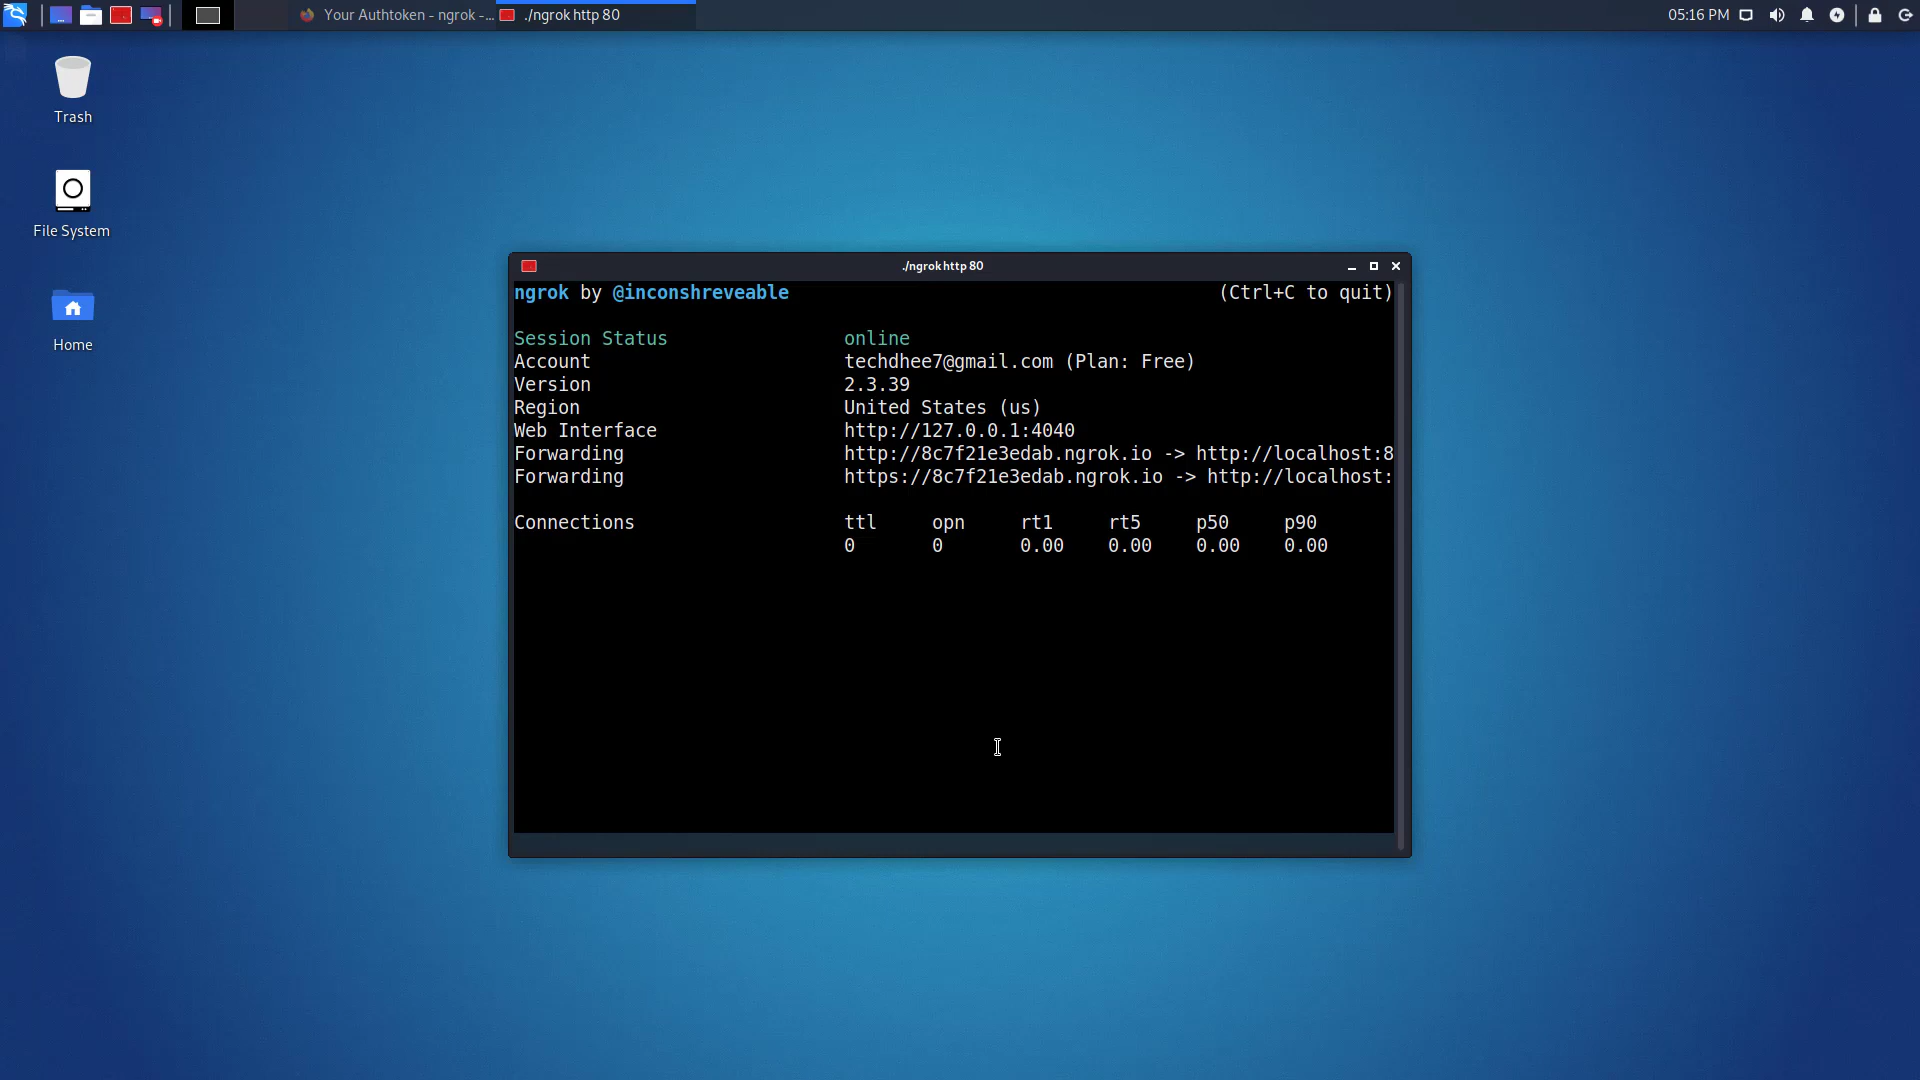 Your Authtoken - ngrok -...
./ngrok http 80
05:16 PM
Trash
File System
Home
./ngrok http 80
ngrok by @inconshreveable (Ctrl+C to quit)
Session Status online
Account techdhee7@gmail.com (Plan: Free)
Version 2.3.39
Region United States (us)
Web Interface http://127.0.0.1:4040
Forwarding http://8c7f21e3edab.ngrok.io -> http://localhost:8
Forwarding https://8c7f21e3edab.ngrok.io -> http://localhost:
Connections ttl opn rt1 rt5 p50 p90
0 0 0.00 0.00 0.00 0.00